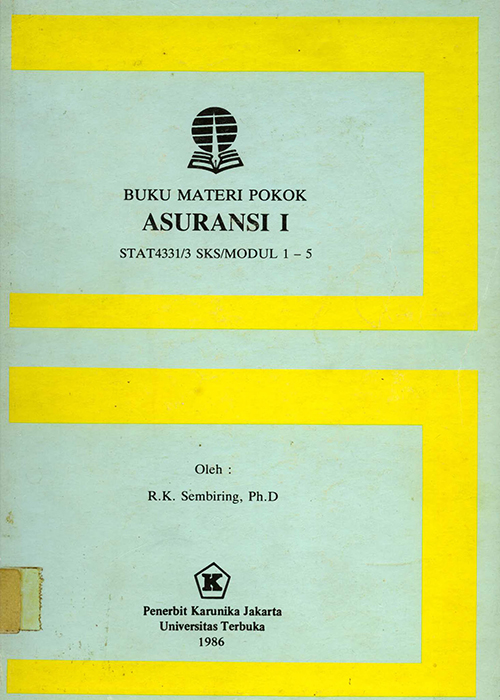 BUKU MATERI POKOK
ASURANSI I
STAT4331/3 SKS/MODUL 1 – 5
Oleh :
R.K. Sembiring, Ph.D
K
Penerbit Karunika Jakarta
Universitas Terbuka
1986